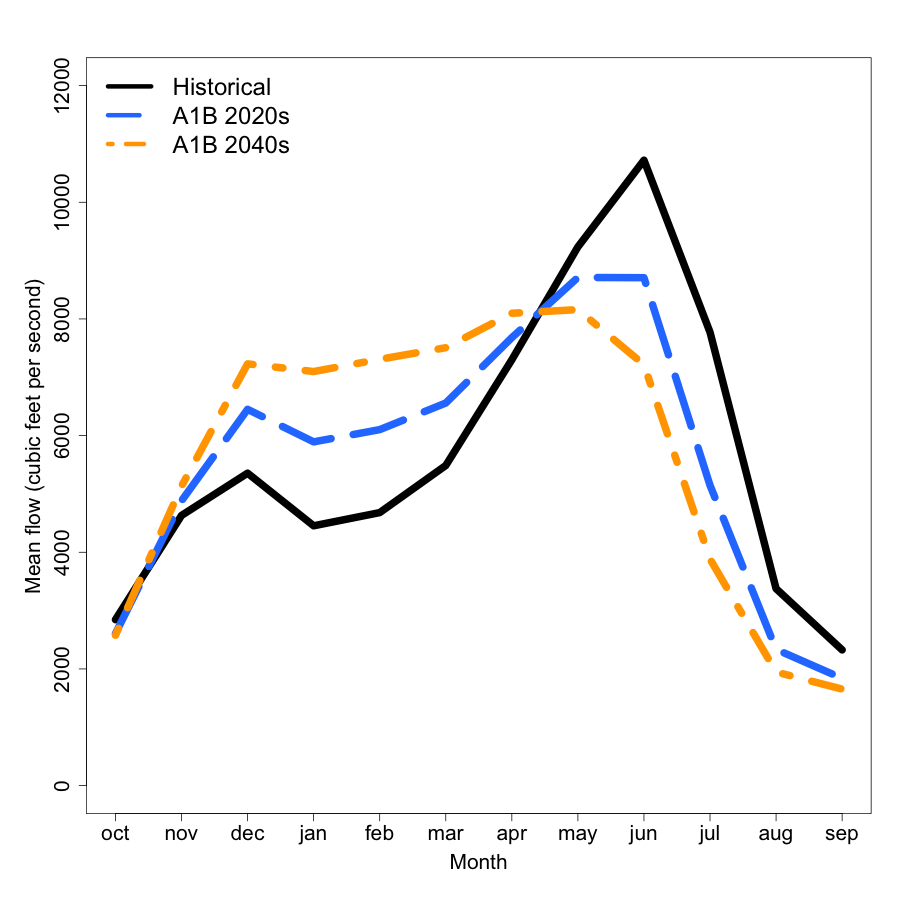 Historical
A1B 2020s
A1B 2040s
12000
10000
8000
6000
4000
2000
0
Mean flow (cubic feet per second)
oct nov dec jan feb mar apr may jun jul aug sep
Month